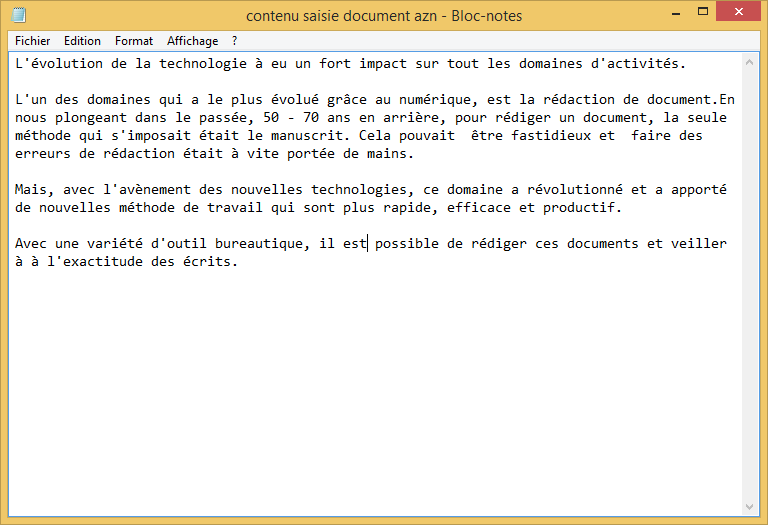 contenu saisie document azn - Bloc-notes
Fichier Edition Format Affichage ?
L'évolution de la technologie à eu un fort impact sur tout les domaines d'activités.
L'un des domaines qui a le plus évolué grâce au numérique, est la rédaction de document.En
nous plongeant dans le passée, 50 - 70 ans en arrière, pour rédiger un document, la seule
méthode qui s'imposait était le manuscrit. Cela pouvait  être fastidieux et  faire des
erreurs de rédaction était à vite portée de mains.
Mais, avec l'avènement des nouvelles technologies, ce domaine a révolutionné et a apporté
de nouvelles méthode de travail qui sont plus rapide, efficace et productif.
Avec une variété d'outil bureautique, il est possible de rédiger ces documents et veiller
à à l'exactitude des écrits.